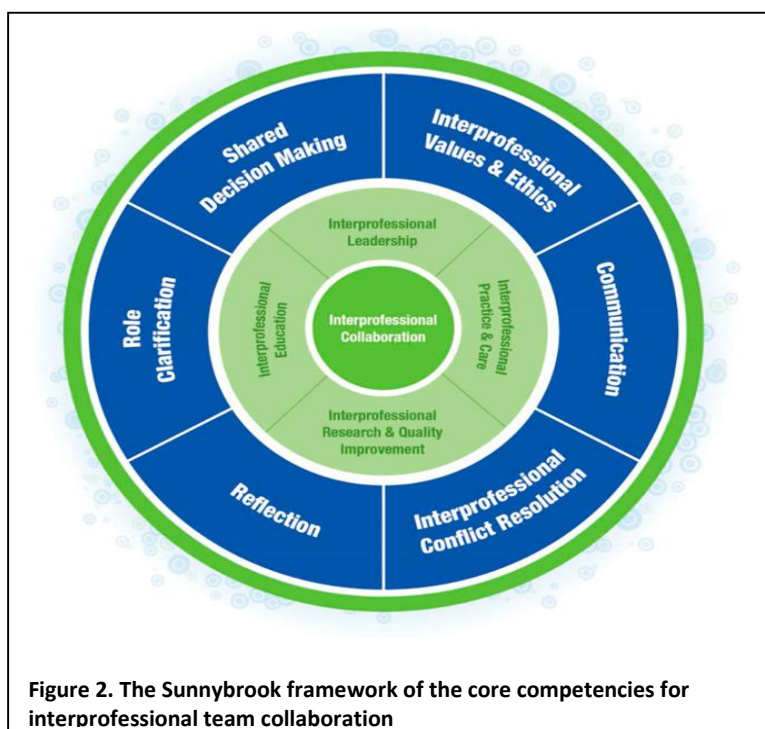 Shared
Decision Making
Interprofessional
Values & Ethics
Communication
Interprofessional
Conflict Resolution
Reflection
Role
Clarification
Interprofessional
Leadership
Interprofessional
Practice & Care
Interprofessional
Research & Quality
Improvement
Interprofessional
Education
Interprofessional
Collaboration
Figure 2. The Sunnybrook framework of the core competencies for
interprofessional team collaboration